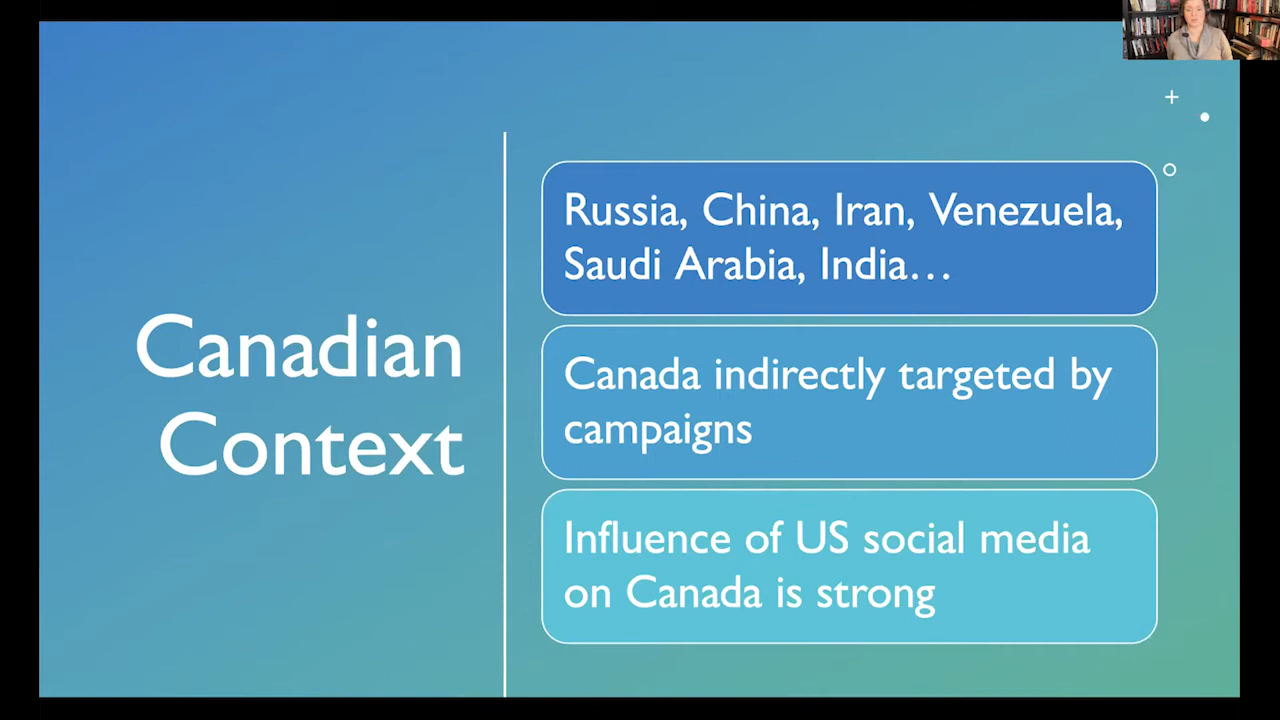 Canadian
Context
Russia, China, Iran, Venezuela,
Saudi Arabia, India…
Canada indirectly targeted by
campaigns
Influence of US social media
on Canada is strong